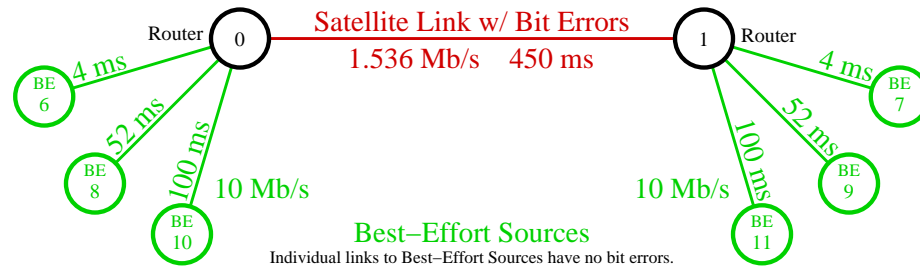 Satellite Link w/ Bit Errors
Router
0
1
Router
1.536 Mb/s 450 ms
4 ms
4 ms
BE
6
BE
7
52 ms
52 ms
BE
8
BE
9
100 ms
100 ms
10 Mb/s
10 Mb/s
BE
10
BE
11
Best−Effort Sources
Individual links to Best−Effort Sources have no bit errors.